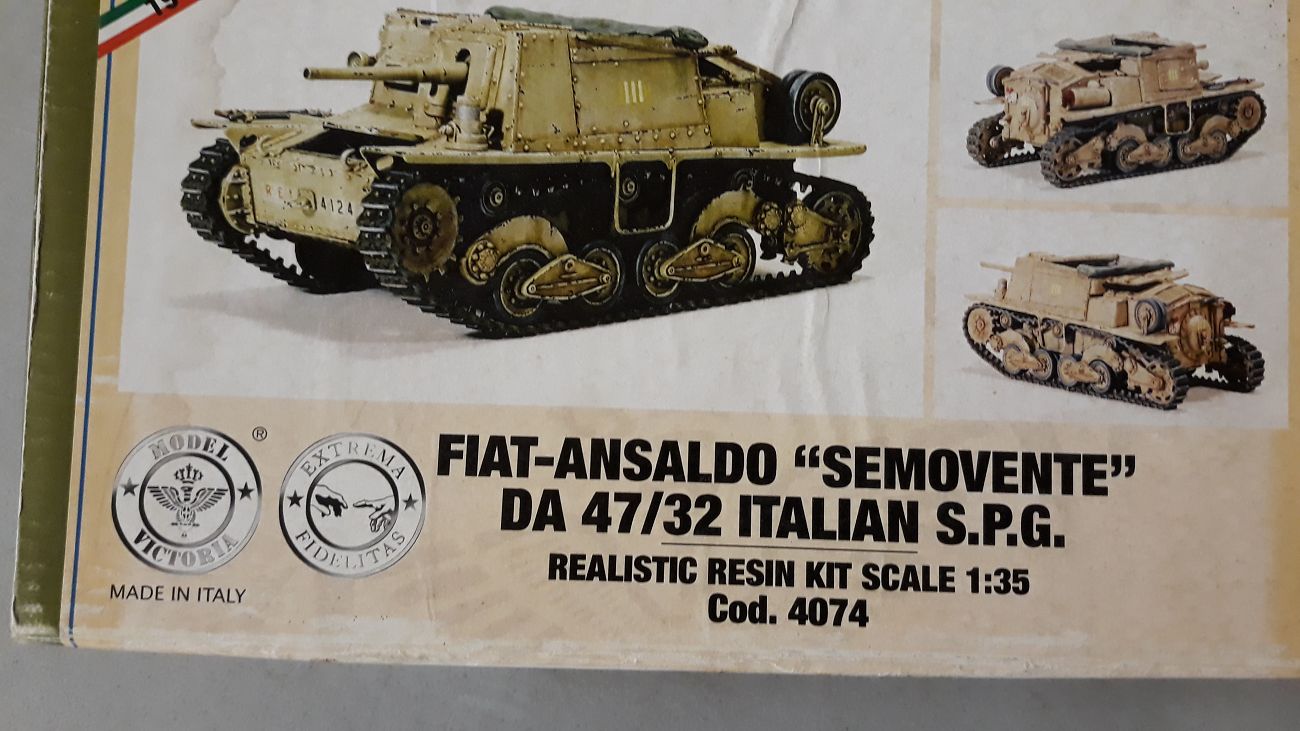 19
III
R E
4124
MODEL
VICTORIA
®
EXTREMA
FIDELITAS
MADE IN ITALY
FIAT-ANSALDO “SEMOVENTE”
DA 47/32 ITALIAN S.P.G.
REALISTIC RESIN KIT SCALE 1:35
Cod. 4074